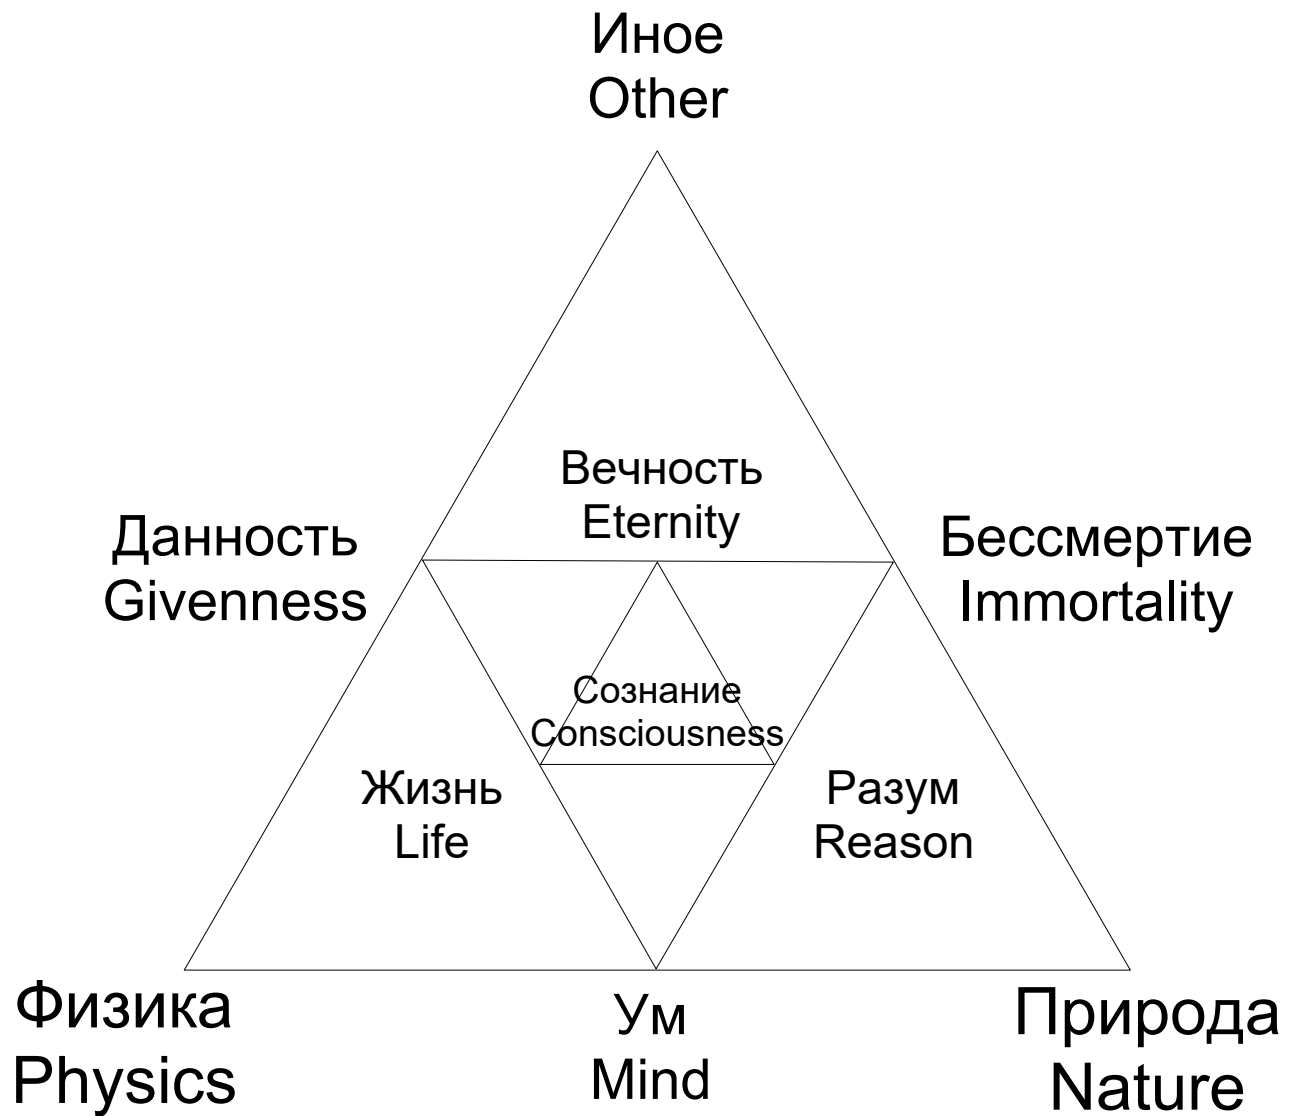 Иное
Other
Вечность
Eternity
Данность
Givenness
Бессмертие
Immortality
Сознание
Consciousness
Жизнь
Life
Разум
Reason
Физика
Physics
Ум
Mind
Природа
Nature